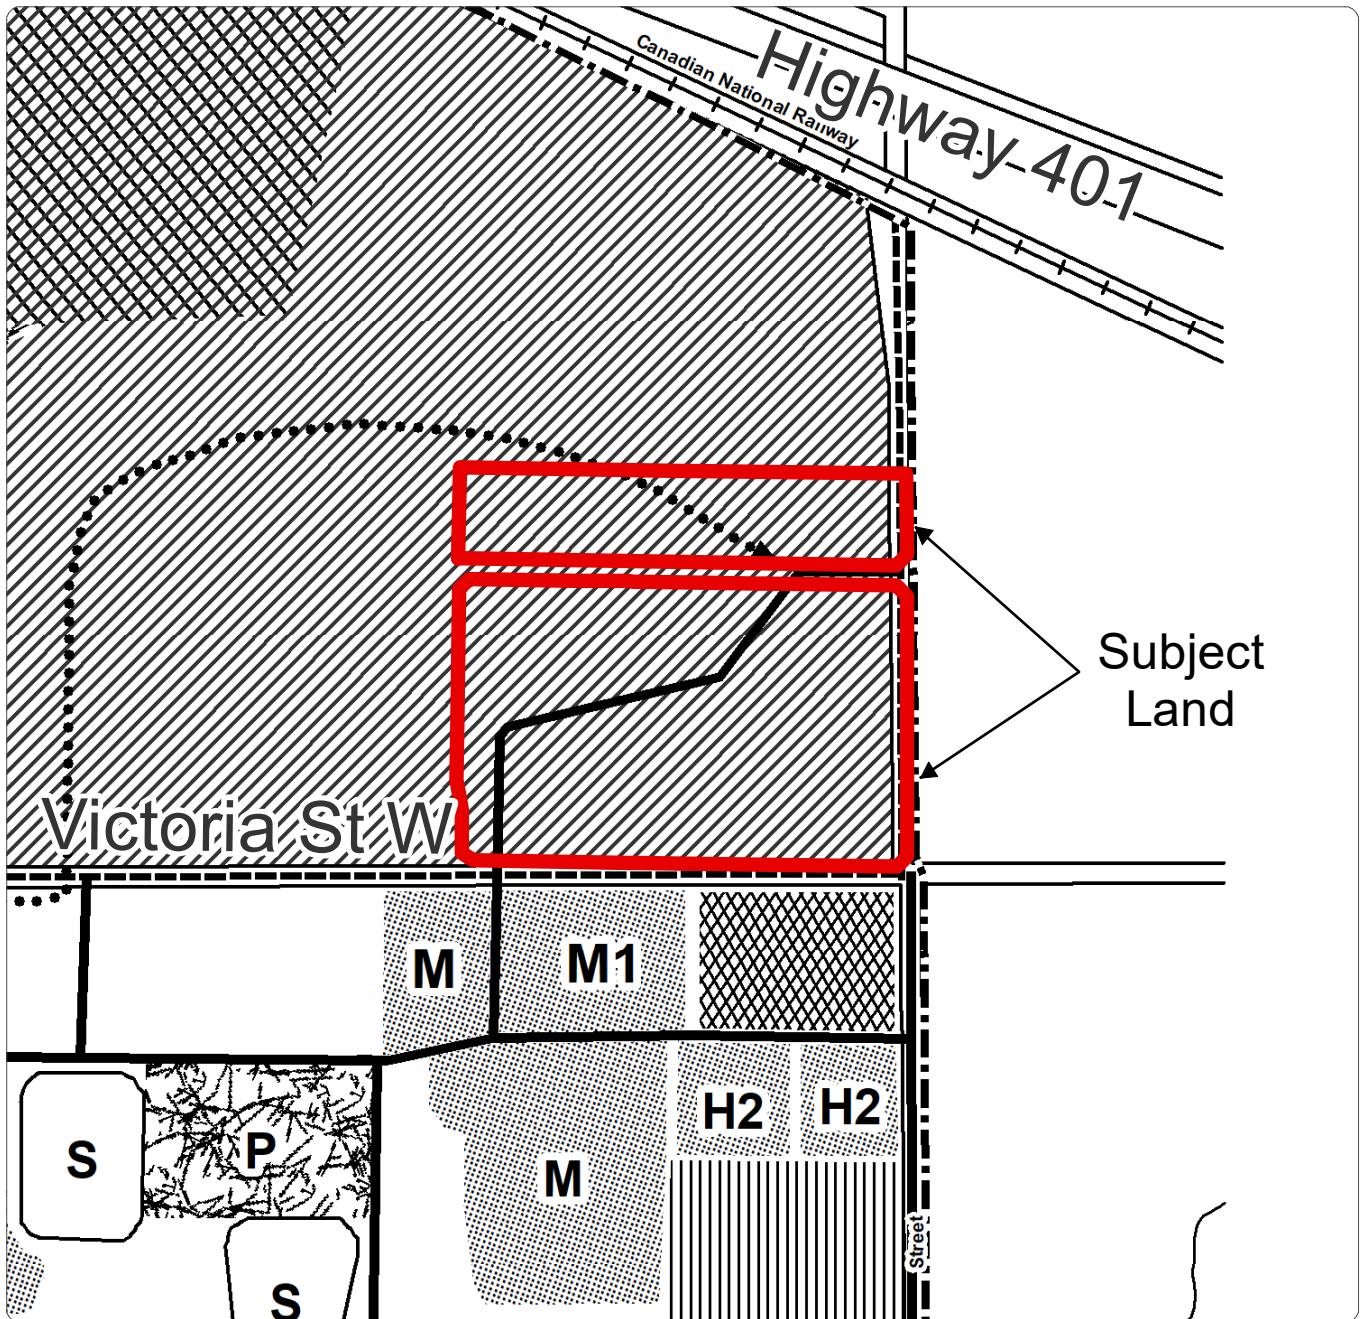 Canadian National Railway
Highway 401
Subject
Land
Victoria St W
M
M1
H2
H2
S
P
M
Street
S